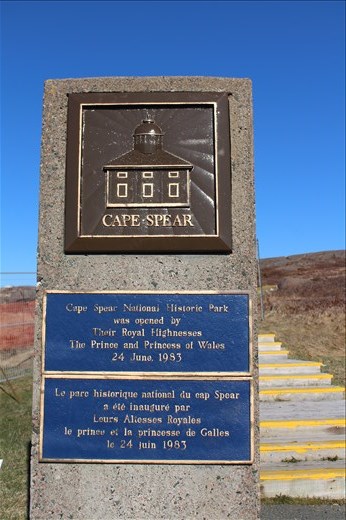 CAPE·SPEAR
Cape Spear National Historic Park
was opened by
Their Royal Highnesses
The Prince and Princess of Wales
24 June, 1983
Le parc historique national du cap Spear
a été inauguré par
Leurs Altesses Royales
le prince et la princesse de Galles
le 24 juin 1983